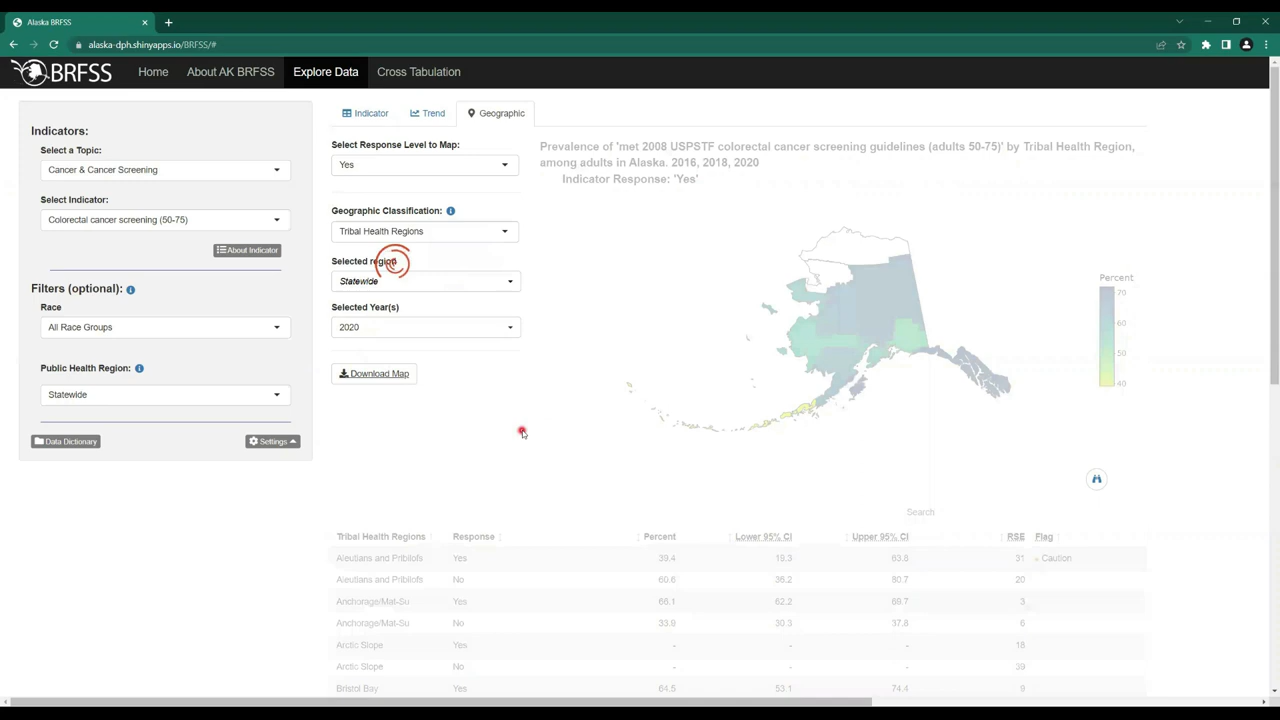 Alaska BRFSS
alaska-dph.shinyapps.io/BRFSS/#
BRFSS Home About AK BRFSS Explore Data Cross Tabulation
Indicators:
Select a Topic:
Cancer & Cancer Screening
Select Indicator:
Colorectal cancer screening (50-75)
About Indicator
Filters (optional):
Race
All Race Groups
Public Health Region:
Statewide
Data Dictionary Settings
Indicator Trend Geographic
Select Response Level to Map:
Yes
Geographic Classification:
Tribal Health Regions
Selected region
Statewide
Selected Year(s)
2020
Download Map
Prevalence of 'met 2008 USPSTF colorectal cancer screening guidelines (adults 50-75)' by Tribal Health Region,
among adults in Alaska. 2016, 2018, 2020
Indicator Response: 'Yes'
Percent
70
60
50
40
Search
Tribal Health Regions Response Percent Lower 95% CI Upper 95% CI RSE Flag
Aleutians and Pribilofs Yes 39.4 19.3 63.8 31 Caution
Aleutians and Pribilofs No 60.6 36.2 80.7 20
Anchorage/Mat-Su Yes 66.1 62.2 69.7 3
Anchorage/Mat-Su No 33.9 30.3 37.8 6
Arctic Slope Yes - - - 18
Arctic Slope No - - - 39
Bristol Bay Yes 64.5 53.1 74.4 9